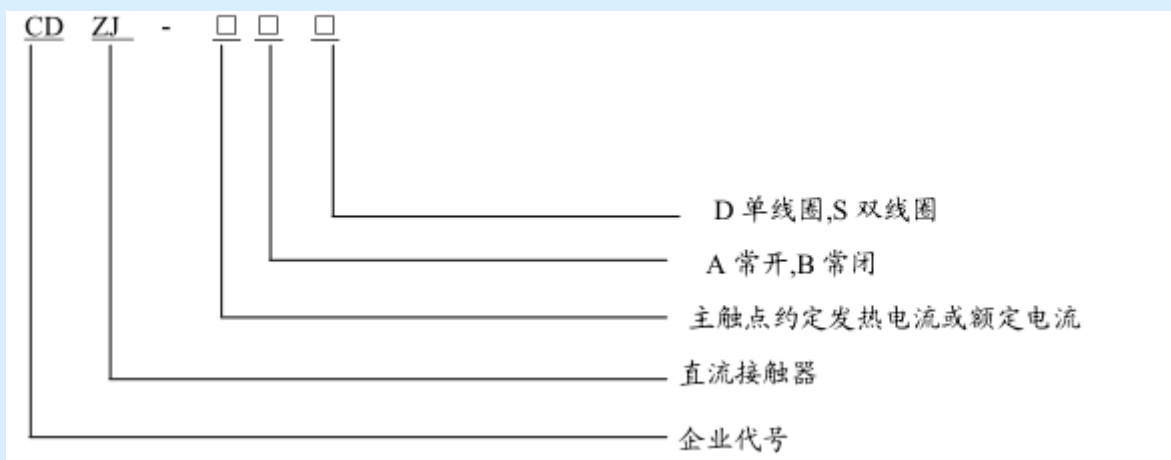 CD ZJ - □ □ □
D 单线圈,S 双线圈
A 常开,B 常闭
主触点约定发热电流或额定电流
直流接触器
企业代号